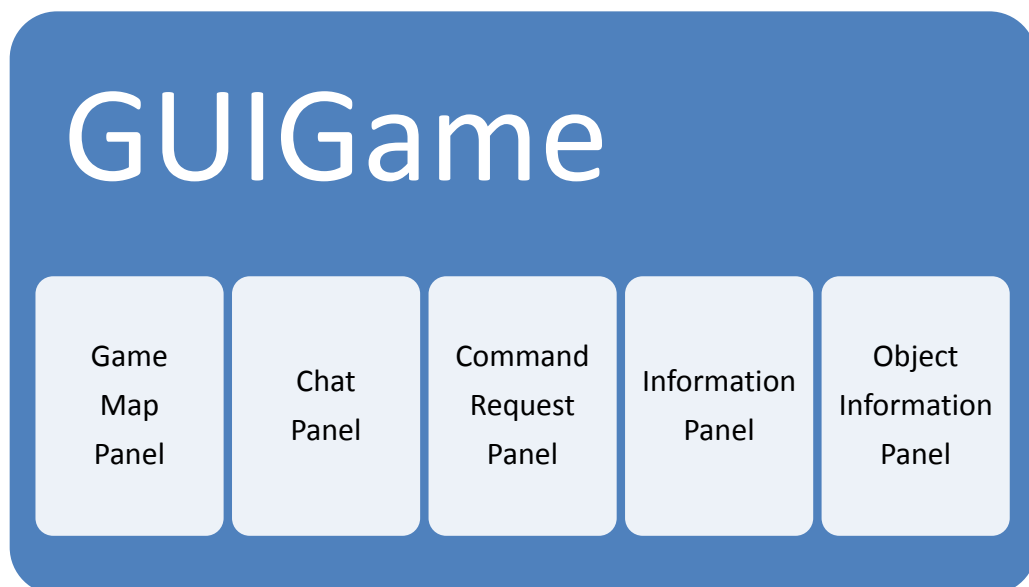 GUIGame
Game
Map
Panel
Chat
Panel
Command
Request
Panel
Information
Panel
Object
Information
Panel